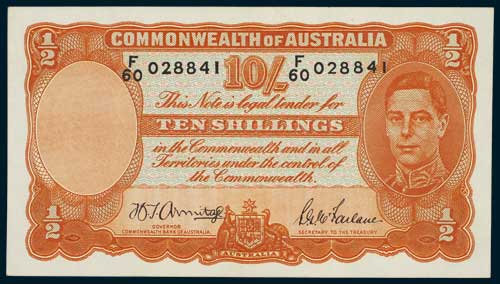 1/2 COMMONWEALTH OF AUSTRALIA 1/2
F/60 028841 10/- F/60 028841
This Note is legal tender for
TEN SHILLINGS
in the Commonwealth and in all
Territories under the control of
the Commonwealth.
H.T. Armitage S.G. McFarlane
GOVERNOR SECRETARY TO THE TREASURY
COMMONWEALTH BANK OF AUSTRALIA
1/2 AUSTRALIA 1/2